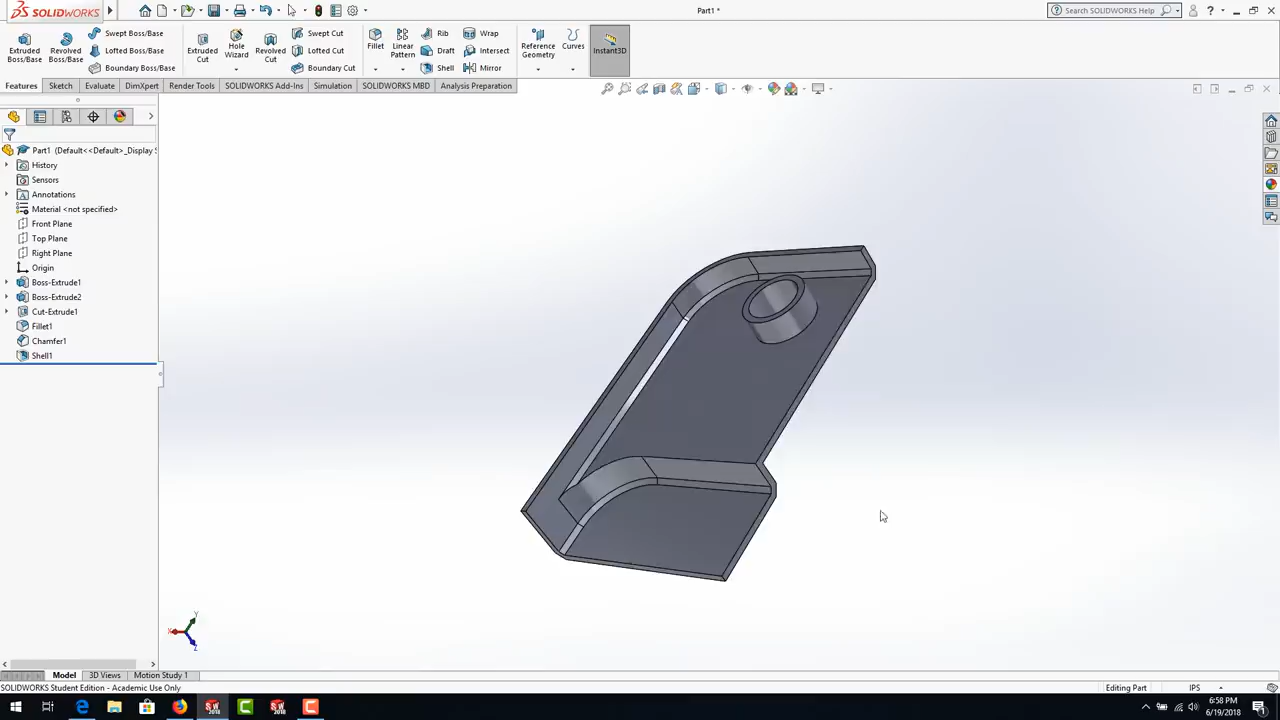 SOLIDWORKS
Part1 *
Search SOLIDWORKS Help
Extruded Boss/Base
Revolved Boss/Base
Swept Boss/Base
Lofted Boss/Base
Boundary Boss/Base
Extruded Cut
Hole Wizard
Revolved Cut
Swept Cut
Lofted Cut
Boundary Cut
Fillet
Linear Pattern
Rib
Draft
Shell
Wrap
Intersect
Mirror
Reference Geometry
Curves
Instant3D
Features
Sketch
Evaluate
DimXpert
Render Tools
SOLIDWORKS Add-Ins
Simulation
SOLIDWORKS MBD
Analysis Preparation
Part1 (Default<<Default>_Display S
History
Sensors
Annotations
Material <not specified>
Front Plane
Top Plane
Right Plane
Origin
Boss-Extrude1
Boss-Extrude2
Cut-Extrude1
Fillet1
Chamfer1
Shell1
Y
X
Z
Model
3D Views
Motion Study 1
SOLIDWORKS Student Edition - Academic Use Only
Editing Part
IPS
6:58 PM
6/19/2018